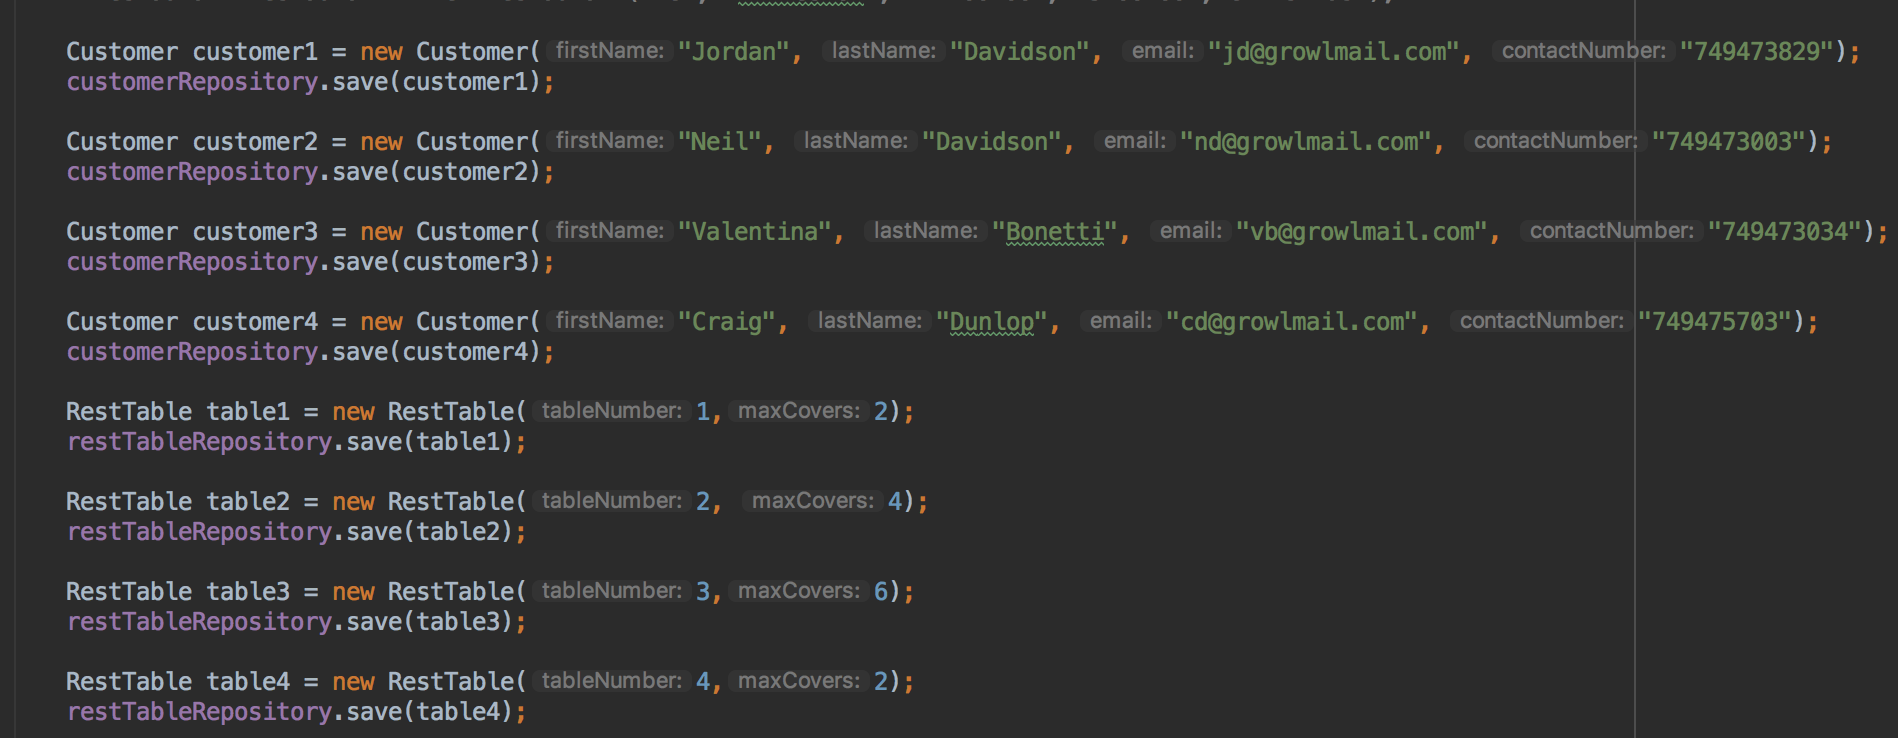 Customer customer1 = new Customer( firstName: "Jordan", lastName: "Davidson", email: "jd@growlmail.com", contactNumber: "749473829");
customerRepository.save(customer1);
Customer customer2 = new Customer( firstName: "Neil", lastName: "Davidson", email: "nd@growlmail.com", contactNumber: "749473003");
customerRepository.save(customer2);
Customer customer3 = new Customer( firstName: "Valentina", lastName: "Bonetti", email: "vb@growlmail.com", contactNumber: "749473034");
customerRepository.save(customer3);
Customer customer4 = new Customer( firstName: "Craig", lastName: "Dunlop", email: "cd@growlmail.com", contactNumber: "749475703");
customerRepository.save(customer4);
RestTable table1 = new RestTable( tableNumber: 1, maxCovers: 2);
restTableRepository.save(table1);
RestTable table2 = new RestTable( tableNumber: 2, maxCovers: 4);
restTableRepository.save(table2);
RestTable table3 = new RestTable( tableNumber: 3, maxCovers: 6);
restTableRepository.save(table3);
RestTable table4 = new RestTable( tableNumber: 4, maxCovers: 2);
restTableRepository.save(table4);